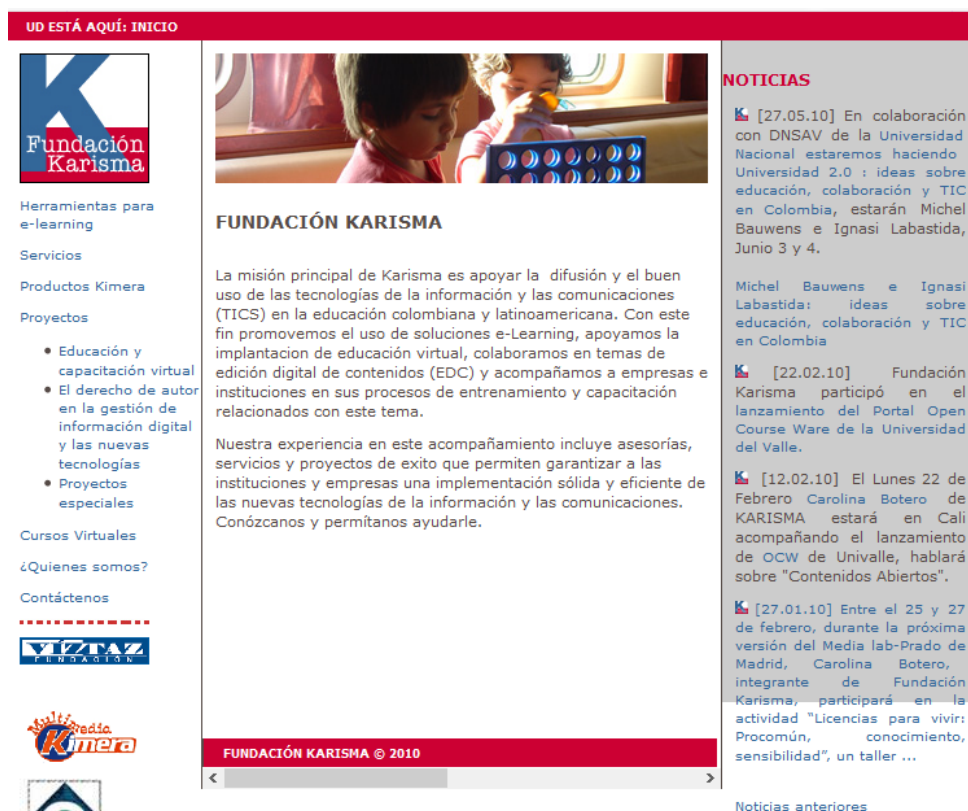 UD ESTÁ AQUÍ: INICIO
Fundación
Karisma
Herramientas para
e-learning
Servicios
Productos Kimera
Proyectos
Educación y
capacitación virtual
El derecho de autor
en la gestión de
información digital
y las nuevas
tecnologías
Proyectos
especiales
Cursos Virtuales
¿Quienes somos?
Contáctenos
VÍZTAZ
FUNDACIÓN
Multimedia
Kimera
FUNDACIÓN KARISMA
La misión principal de Karisma es apoyar la difusión y el buen
uso de las tecnologías de la información y las comunicaciones
(TICS) en la educación colombiana y latinoamericana. Con este
fin promovemos el uso de soluciones e-Learning, apoyamos la
implantacion de educación virtual, colaboramos en temas de
edición digital de contenidos (EDC) y acompañamos a empresas e
instituciones en sus procesos de entrenamiento y capacitación
relacionados con este tema.
Nuestra experiencia en este acompañamiento incluye asesorías,
servicios y proyectos de exito que permiten garantizar a las
instituciones y empresas una implementación sólida y eficiente de
las nuevas tecnologías de la información y las comunicaciones.
Conózcanos y permítanos ayudarle.
FUNDACIÓN KARISMA © 2010
NOTICIAS
[27.05.10] En colaboración
con DNSAV de la Universidad
Nacional estaremos haciendo
Universidad 2.0 : ideas sobre
educación, colaboración y TIC
en Colombia, estarán Michel
Bauwens e Ignasi Labastida,
Junio 3 y 4.
Michel Bauwens e Ignasi
Labastida: ideas sobre
educación, colaboración y TIC
en Colombia
[22.02.10] Fundación
Karisma participó en el
lanzamiento del Portal Open
Course Ware de la Universidad
del Valle.
[12.02.10] El Lunes 22 de
Febrero Carolina Botero de
KARISMA estará en Cali
acompañando el lanzamiento
de OCW de Univalle, hablará
sobre "Contenidos Abiertos".
[27.01.10] Entre el 25 y 27
de febrero, durante la próxima
versión del Media lab-Prado de
Madrid, Carolina Botero,
integrante de Fundación
Karisma, participará en la
actividad “Licencias para vivir:
Procomún, conocimiento,
sensibilidad”, un taller ...
Noticias anteriores